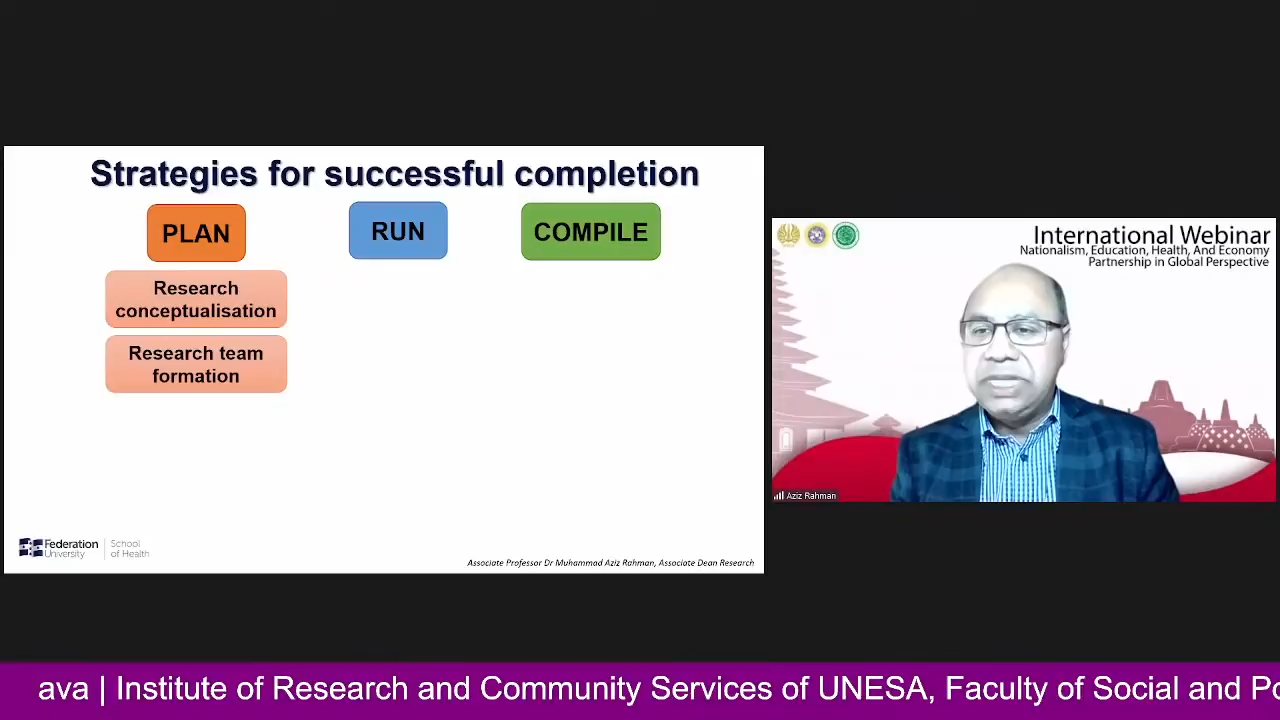 Strategies for successful completion
PLAN
RUN
COMPILE
Research
conceptualisation
Research team
formation
Federation
University
School
of Health
Associate Professor Dr Muhammad Aziz Rahman, Associate Dean Research
International Webinar
Nationalism, Education, Health, And Economy
Partnership in Global Perspective
Aziz Rahman
ava | Institute of Research and Community Services of UNESA, Faculty of Social and Po